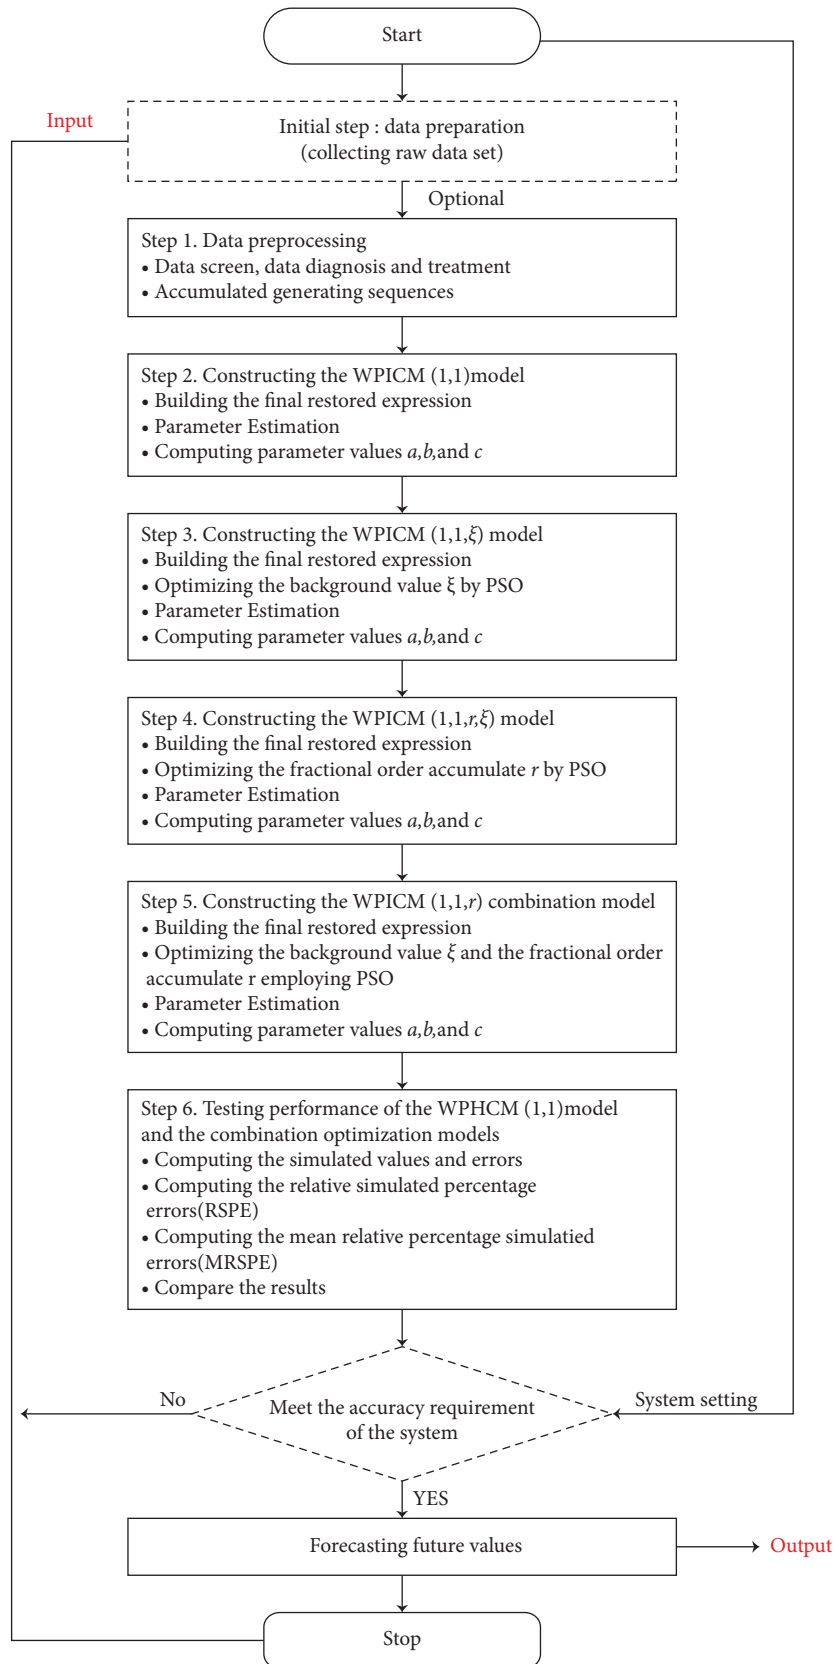 Start
Input
Initial step : data preparation
(collecting raw data set)
Optional
Step 1. Data preprocessing
• Data screen, data diagnosis and treatment
• Accumulated generating sequences
Step 2. Constructing the WPICM (1,1)model
• Building the final restored expression
• Parameter Estimation
• Computing parameter values a,b,and c
Step 3. Constructing the WPICM (1,1,ξ) model
• Building the final restored expression
• Optimizing the background value ξ by PSO
• Parameter Estimation
• Computing parameter values a,b,and c
Step 4. Constructing the WPICM (1,1,r,ξ) model
• Building the final restored expression
• Optimizing the fractional order accumulate r by PSO
• Parameter Estimation
• Computing parameter values a,b,and c
Step 5. Constructing the WPICM (1,1,r) combination model
• Building the final restored expression
• Optimizing the background value ξ and the fractional order
accumulate r employing PSO
• Parameter Estimation
• Computing parameter values a,b,and c
Step 6. Testing performance of the WPHCM (1,1)model
and the combination optimization models
• Computing the simulated values and errors
• Computing the relative simulated percentage
errors(RSPE)
• Computing the mean relative percentage simulatied
errors(MRSPE)
• Compare the results
No
Meet the accuracy requirement
of the system
System setting
YES
Forecasting future values
Output
Stop